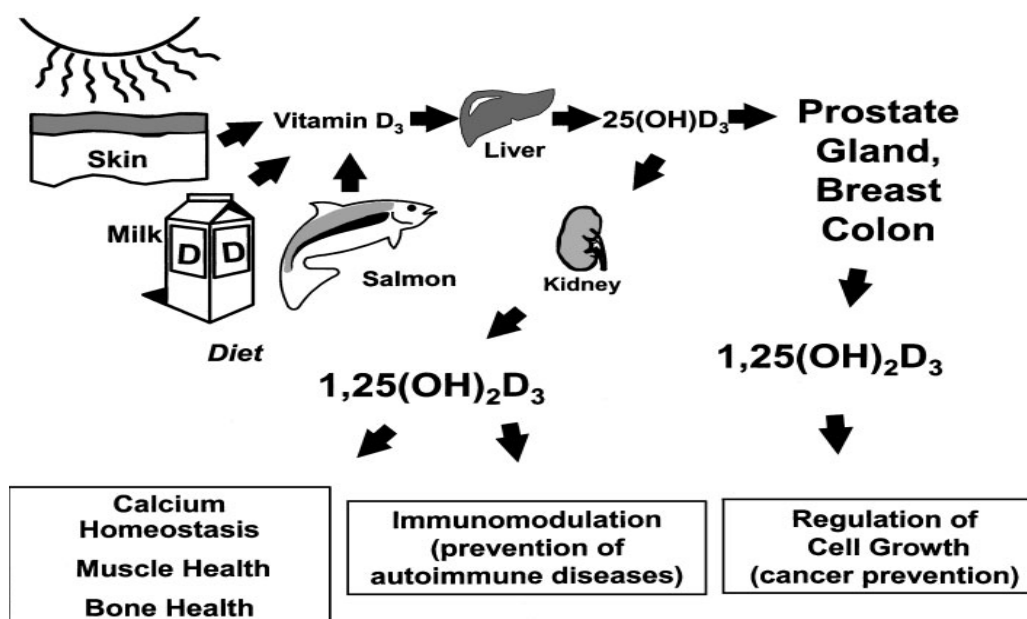 Skin
Vitamin D₃
Liver
25(OH)D₃
Prostate
Gland,
Breast
Colon
Milk
D D
Salmon
Diet
Kidney
1,25(OH)₂D₃
1,25(OH)₂D₃
Calcium
Homeostasis
Muscle Health
Bone Health
Immunomodulation
(prevention of
autoimmune diseases)
Regulation of
Cell Growth
(cancer prevention)